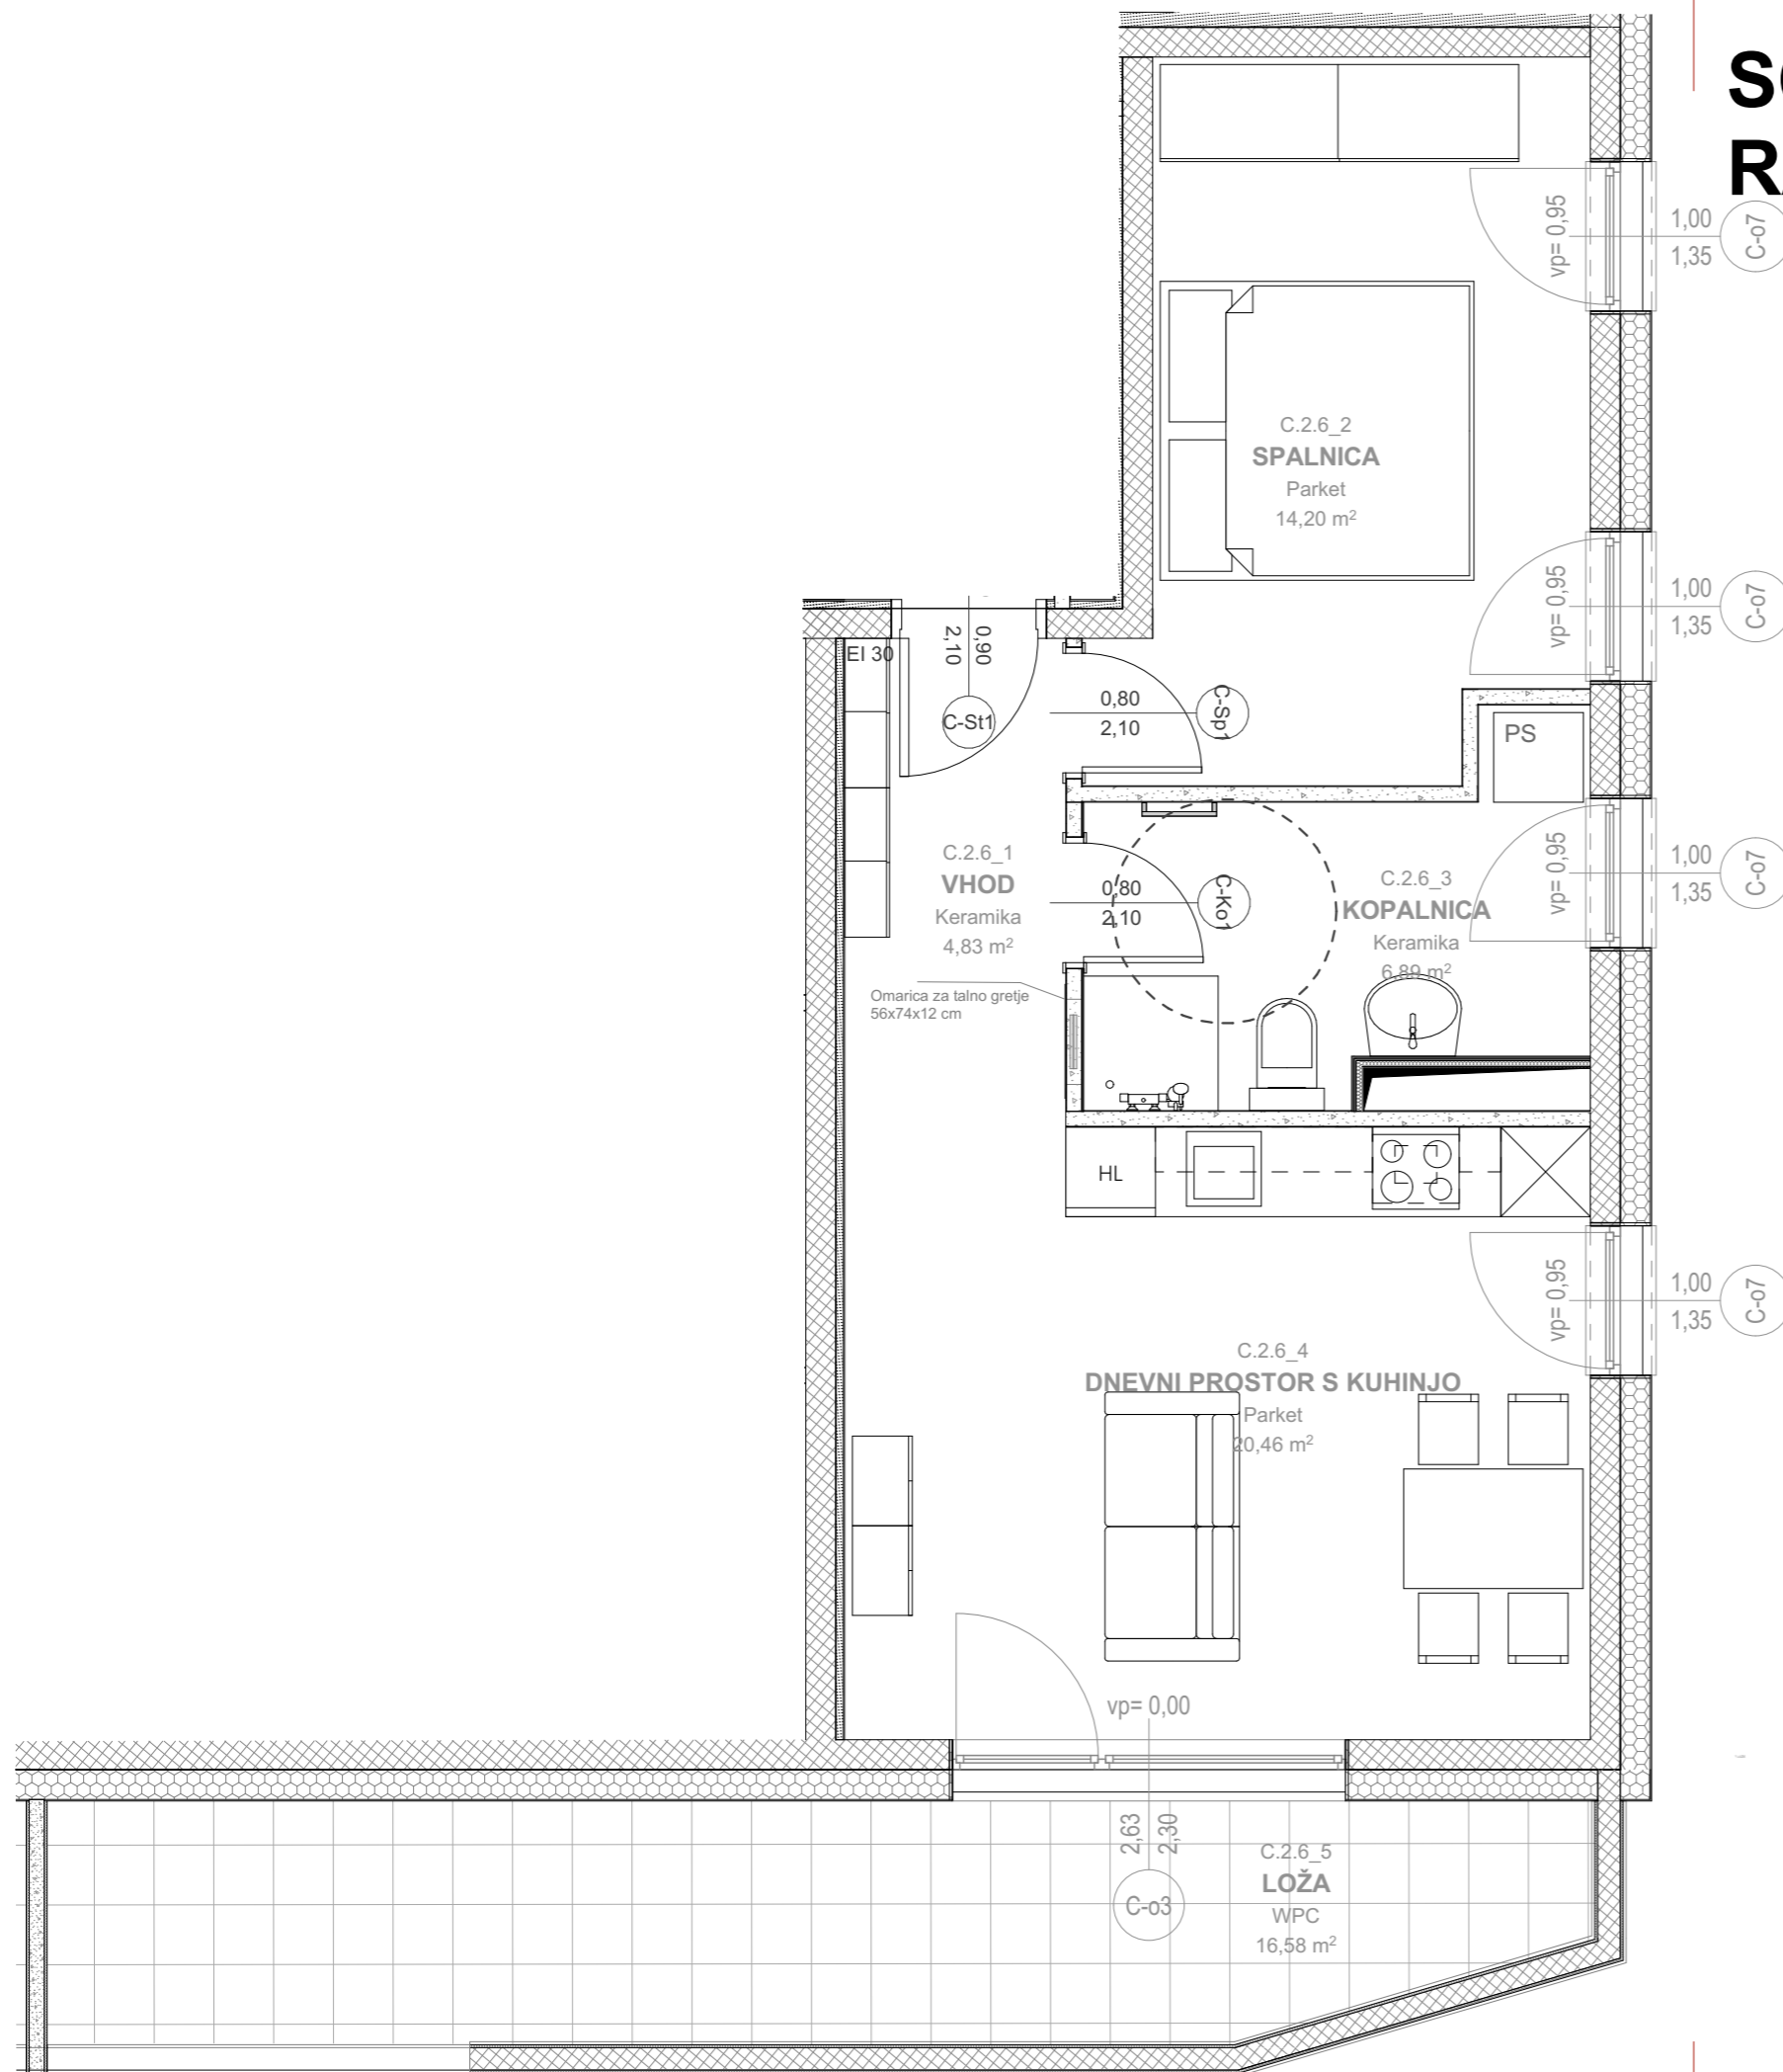 1,00
1,35
C-o7
vp= 0,95
C.2.6_2
SPALNICA
Parket
14,20 m²
1,00
1,35
C-o7
vp= 0,95
EI 30
0,90
2,10
C-St1
0,80
2,10
C-Sp1
PS
C.2.6_1
VHOD
Keramika
4,83 m²
0,80
2,10
C-Ko1
C.2.6_3
KOPALNICA
Keramika
6,89 m²
vp= 0,95
1,00
1,35
C-o7
Omarica za talno gretje
56x74x12 cm
HL
vp= 0,95
1,00
1,35
C-o7
C.2.6_4
DNEVNI PROSTOR S KUHINJO
Parket
20,46 m²
vp= 0,00
2,63
2,30
C-o3
C.2.6_5
LOŽA
WPC
16,58 m²